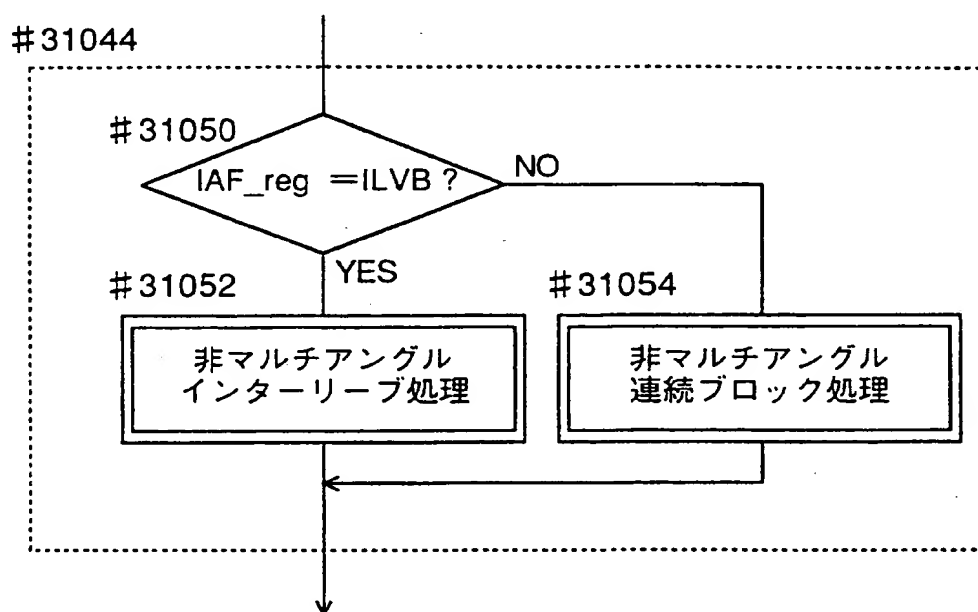 #31044
#31050
IAF_reg =ILVB ?
NO
YES
#31052
#31054
非マルチアングル
インターリーブ処理
非マルチアングル
連続ブロック処理